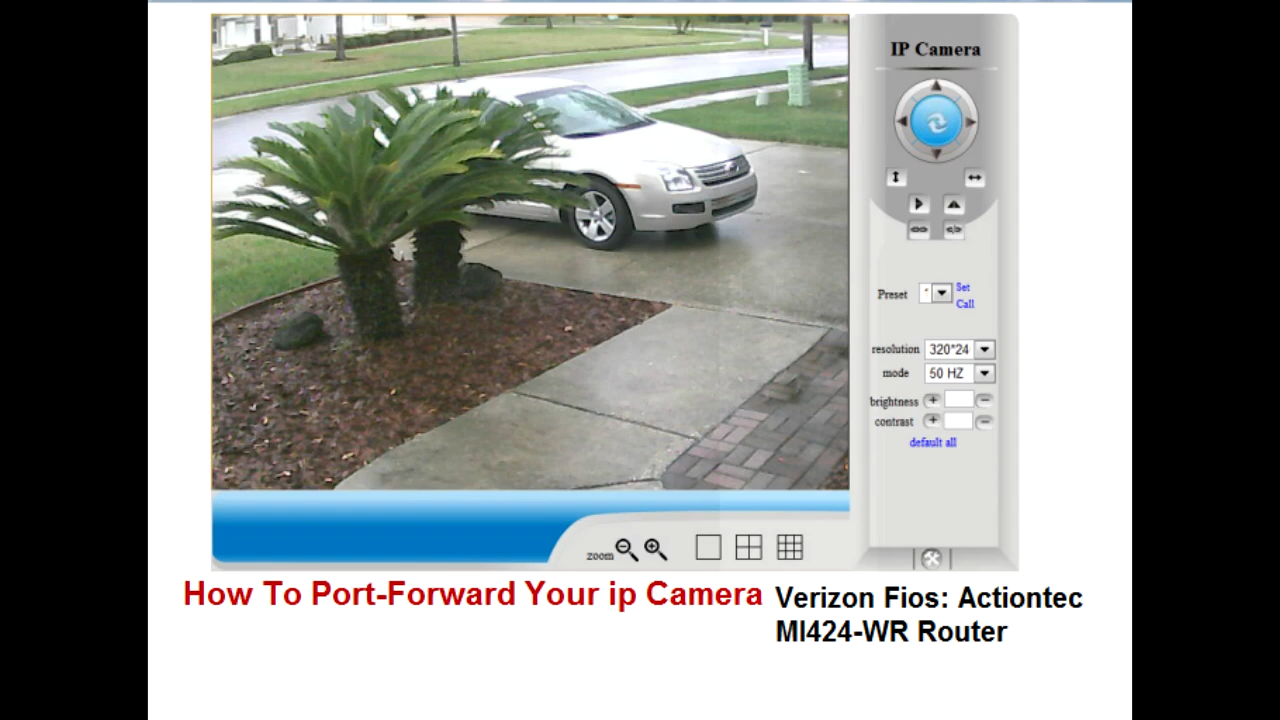 IP Camera
Preset
Set
Call
resolution 320*24
mode 50 HZ
brightness
contrast
default all
zoom
How To Port-Forward Your ip Camera
Verizon Fios: Actiontec
MI424-WR Router